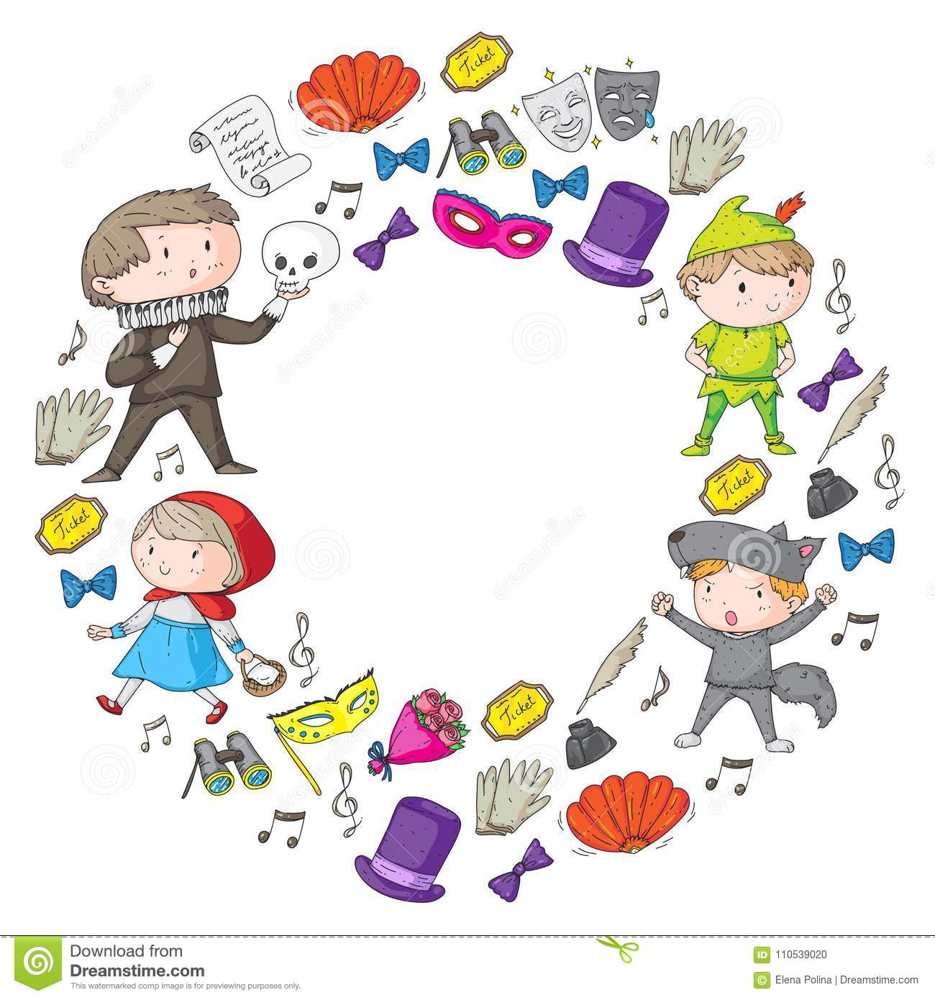 Ticket
Ticket
Ticket
Ticket
Download from
Dreamstime.com
This watermarked comp image is for previewing purposes only.
ID 110539020
© Elena Polina | Dreamstime.com